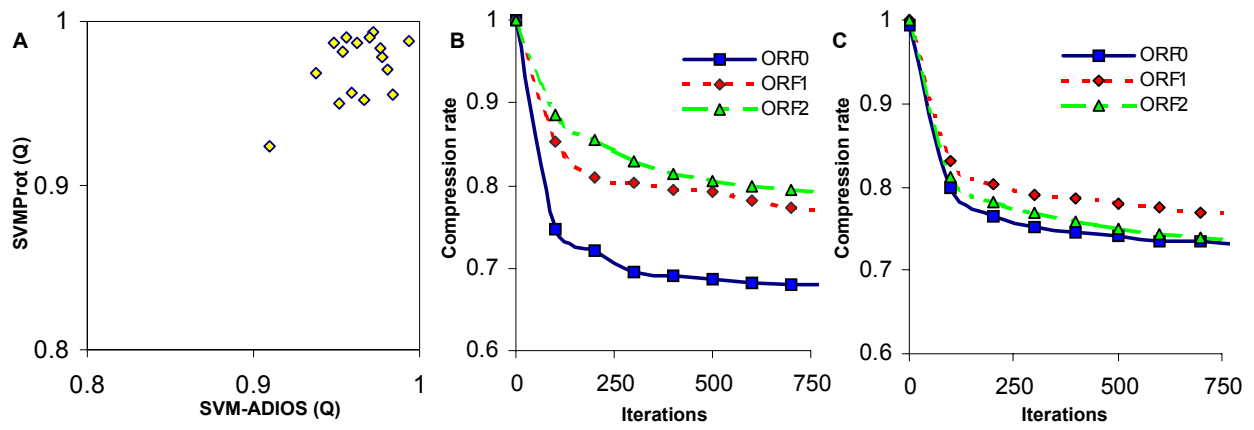 A
1
0.9
0.8
0.8
0.9
1
SVMProt (Q)
SVM-ADIOS (Q)
B
1
0.9
0.8
0.7
0.6
0
250
500
750
Compression rate
Iterations
ORF0
ORF1
ORF2
C
1
0.9
0.8
0.7
0.6
0
250
500
750
Compression rate
Iterations
ORF0
ORF1
ORF2